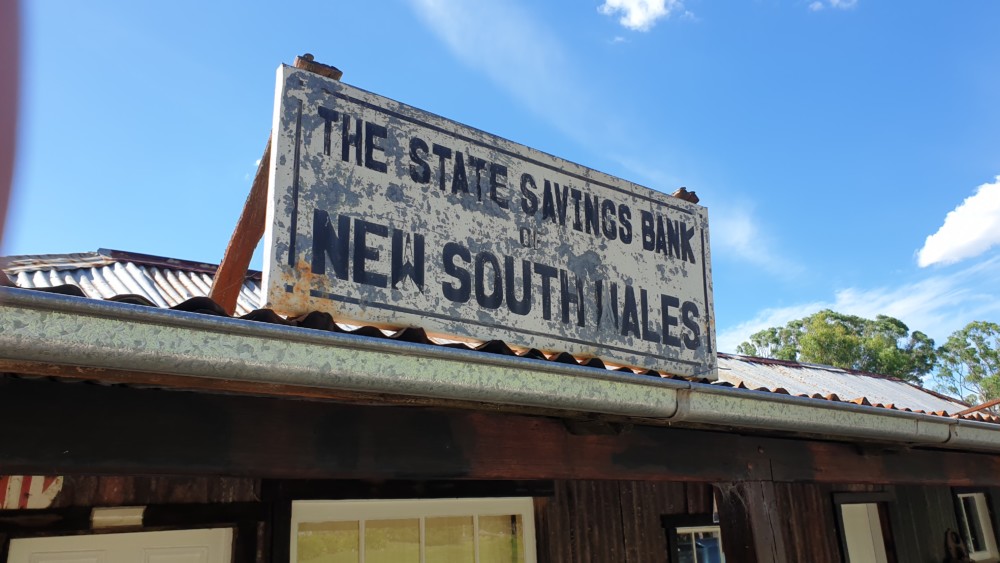 THE STATE SAVINGS BANK
OF
NEW SOUTH WALES